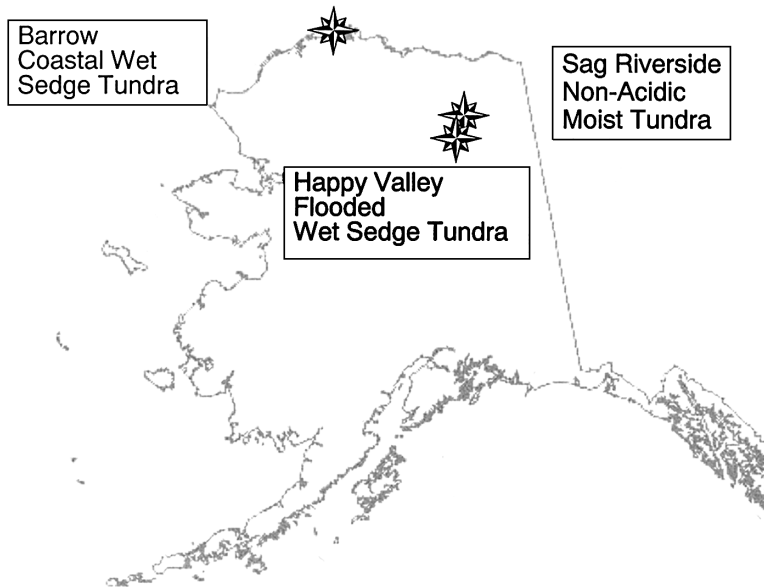 Barrow
Coastal Wet
Sedge Tundra
Sag Riverside
Non-Acidic
Moist Tundra
Happy Valley
Flooded
Wet Sedge Tundra